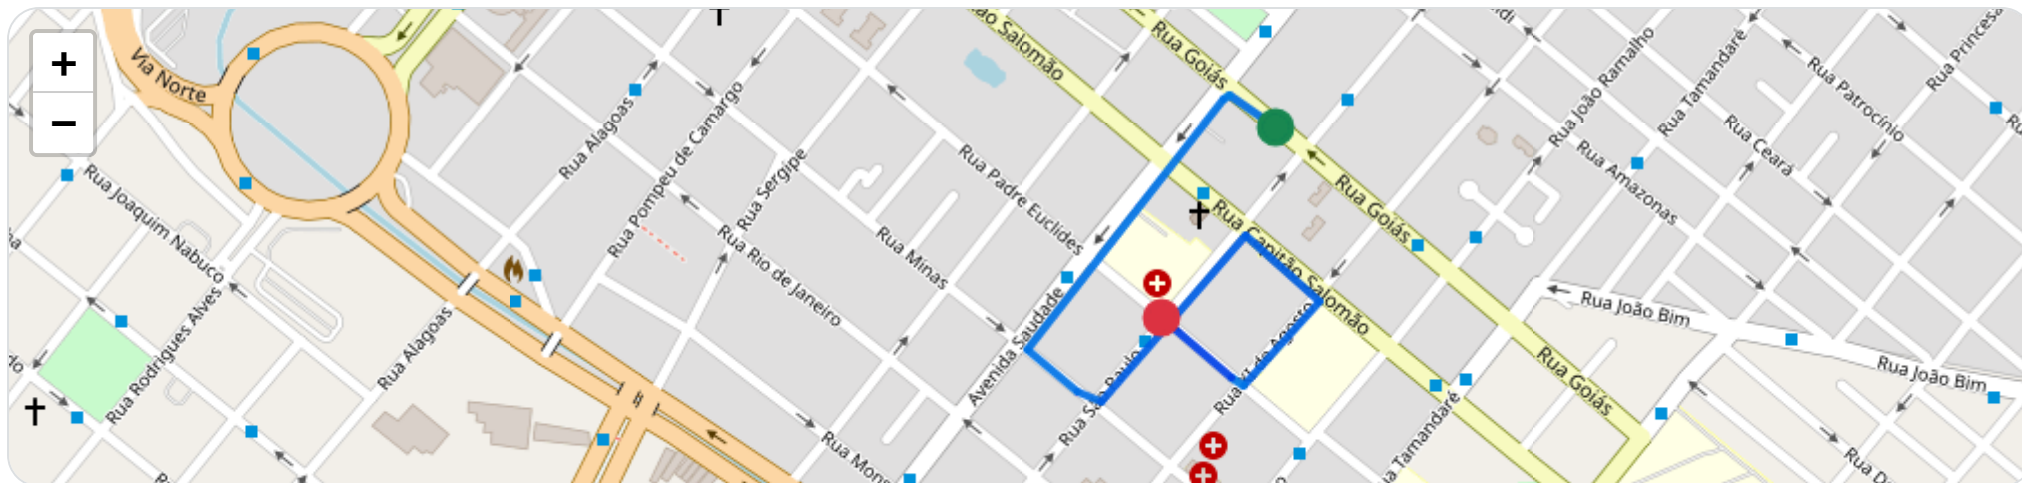 +
−
Via Norte
Rua Joaquim Nabuco
Rua Rodrigues Alves
Rua Alagoas
Rua Alagoas
Rua Pompeu de Camargo
Rua Sergipe
Rua Rio de Janeiro
Rua Minas
Rua Padre Euclides
Avenida Saudade
Rua São Paulo
Rua Capitão Salomão
Salomão
Rua Goiás
Rua Goiás
Rua Goiás
Rua João Ramalho
Rua Tamandaré
Rua Amazonas
Rua Ceará
Rua Patrocínio
Rua Princesa
Rua João Bim
Rua João Bim
Tamandaré
Rua Mons